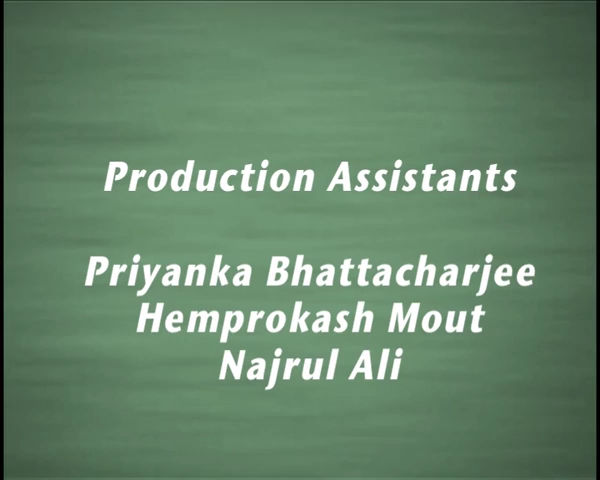 Production Assistants
Priyanka Bhattacharjee
Hemprokash Mout
Najrul Ali